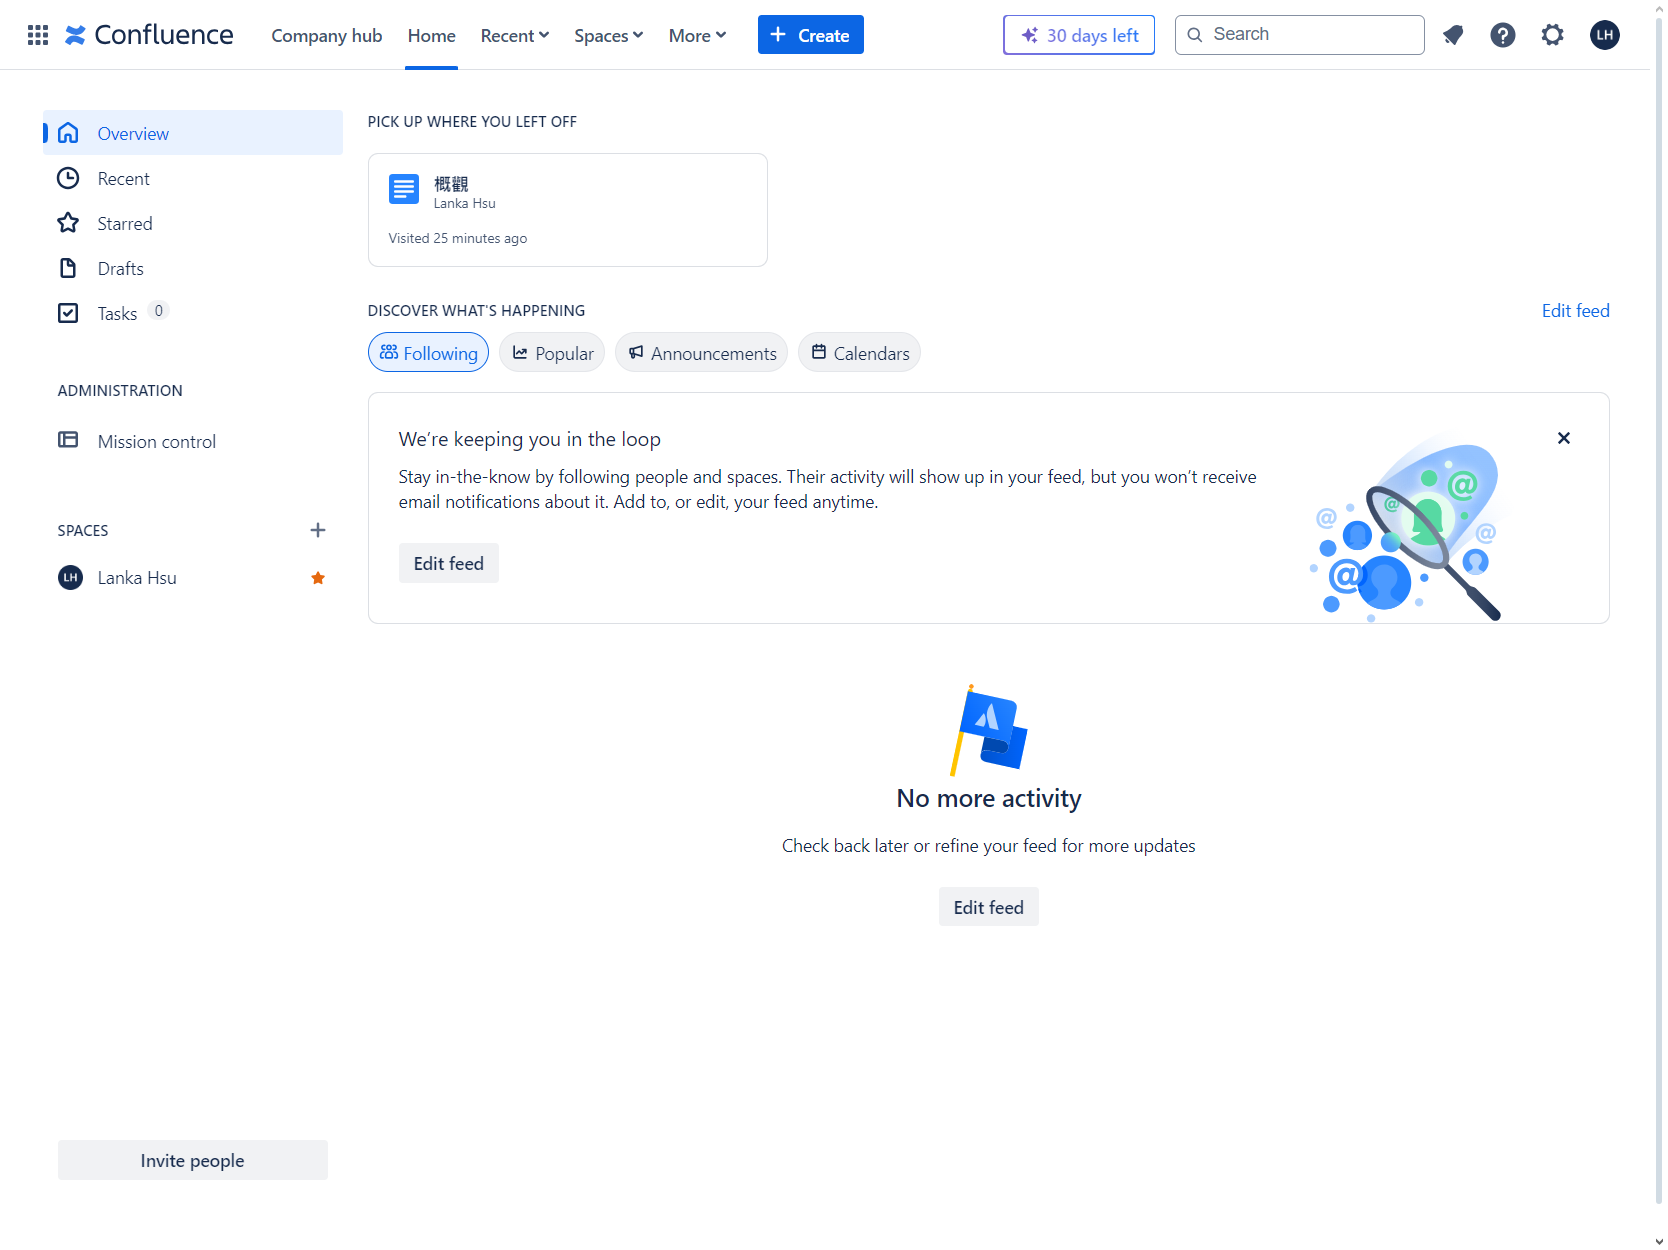 Confluence
Company hub
Home
Recent
Spaces
More
Create
30 days left
Search
LH
Overview
Recent
Starred
Drafts
Tasks 0
ADMINISTRATION
Mission control
SPACES
LH Lanka Hsu
Invite people
PICK UP WHERE YOU LEFT OFF
概觀
Lanka Hsu
Visited 25 minutes ago
DISCOVER WHAT'S HAPPENING
Edit feed
Following
Popular
Announcements
Calendars
We’re keeping you in the loop
Stay in-the-know by following people and spaces. Their activity will show up in your feed, but you won’t receive
email notifications about it. Add to, or edit, your feed anytime.
Edit feed
No more activity
Check back later or refine your feed for more updates
Edit feed